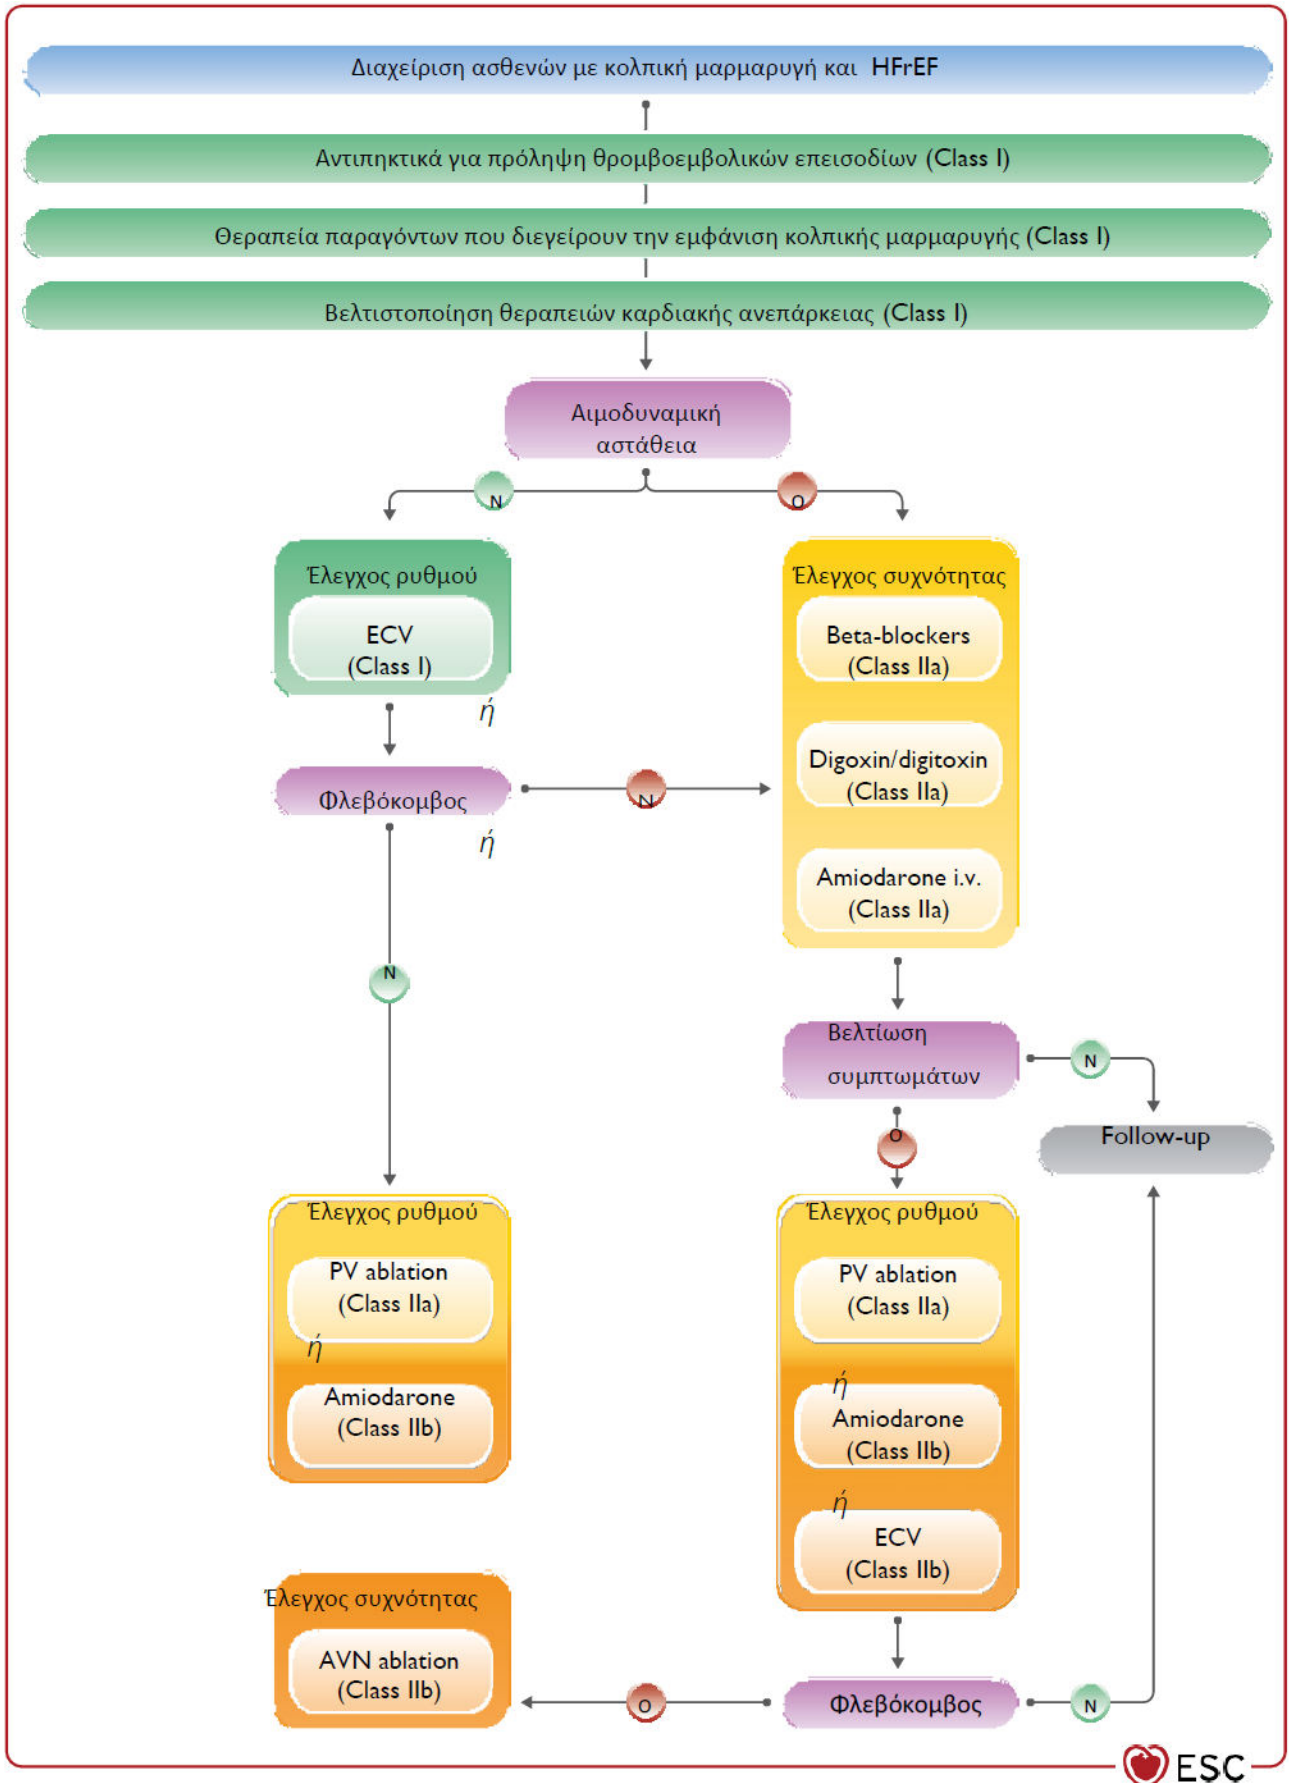 Διαχείριση ασθενών με κολπική μαρμαρυγή και HFrEF
Αντιπηκτικά για πρόληψη θρομβοεμβολικών επεισοδίων (Class I)
Θεραπεία παραγόντων που διεγείρουν την εμφάνιση κολπικής μαρμαρυγής (Class I)
Βελτιστοποίηση θεραπειών καρδιακής ανεπάρκειας (Class I)
Αιμοδυναμική
αστάθεια
N
O
Έλεγχος ρυθμού
ECV
(Class I)
ή
Φλεβόκομβος
ή
N
N
Έλεγχος συχνότητας
Beta-blockers
(Class IIa)
Digoxin/digitoxin
(Class IIa)
Amiodarone i.v.
(Class IIa)
Βελτίωση
συμπτωμάτων
N
O
Follow-up
Έλεγχος ρυθμού
PV ablation
(Class IIa)
ή
Amiodarone
(Class IIb)
Έλεγχος ρυθμού
PV ablation
(Class IIa)
ή
Amiodarone
(Class IIb)
ή
ECV
(Class IIb)
Έλεγχος συχνότητας
AVN ablation
(Class IIb)
O
Φλεβόκομβος
N
ESC